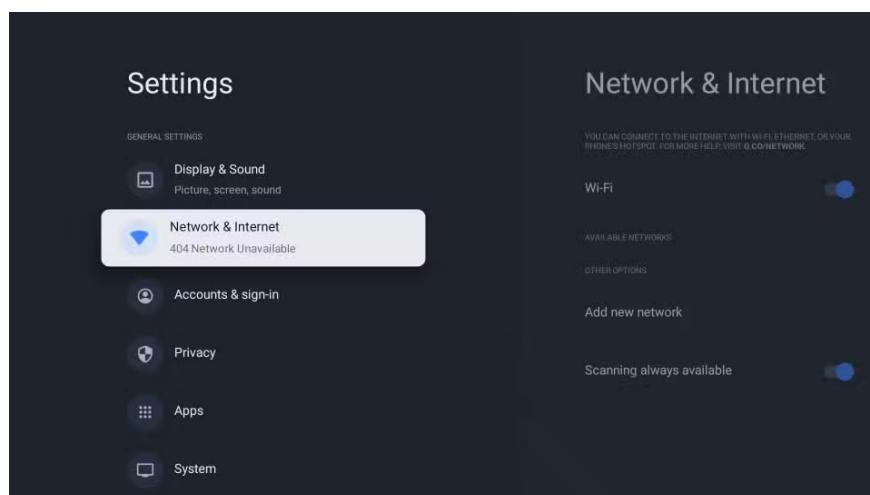 Settings
GENERAL SETTINGS
Display & Sound
Picture, screen, sound
Network & Internet
404 Network Unavailable
Accounts & sign-in
Privacy
Apps
System
Network & Internet
YOU CAN CONNECT TO THE INTERNET WITH WI-FI, ETHERNET, OR YOUR
PHONE'S HOTSPOT. FOR MORE HELP, VISIT G.CO/NETWORK.
Wi-Fi
AVAILABLE NETWORKS
OTHER OPTIONS
Add new network
Scanning always available